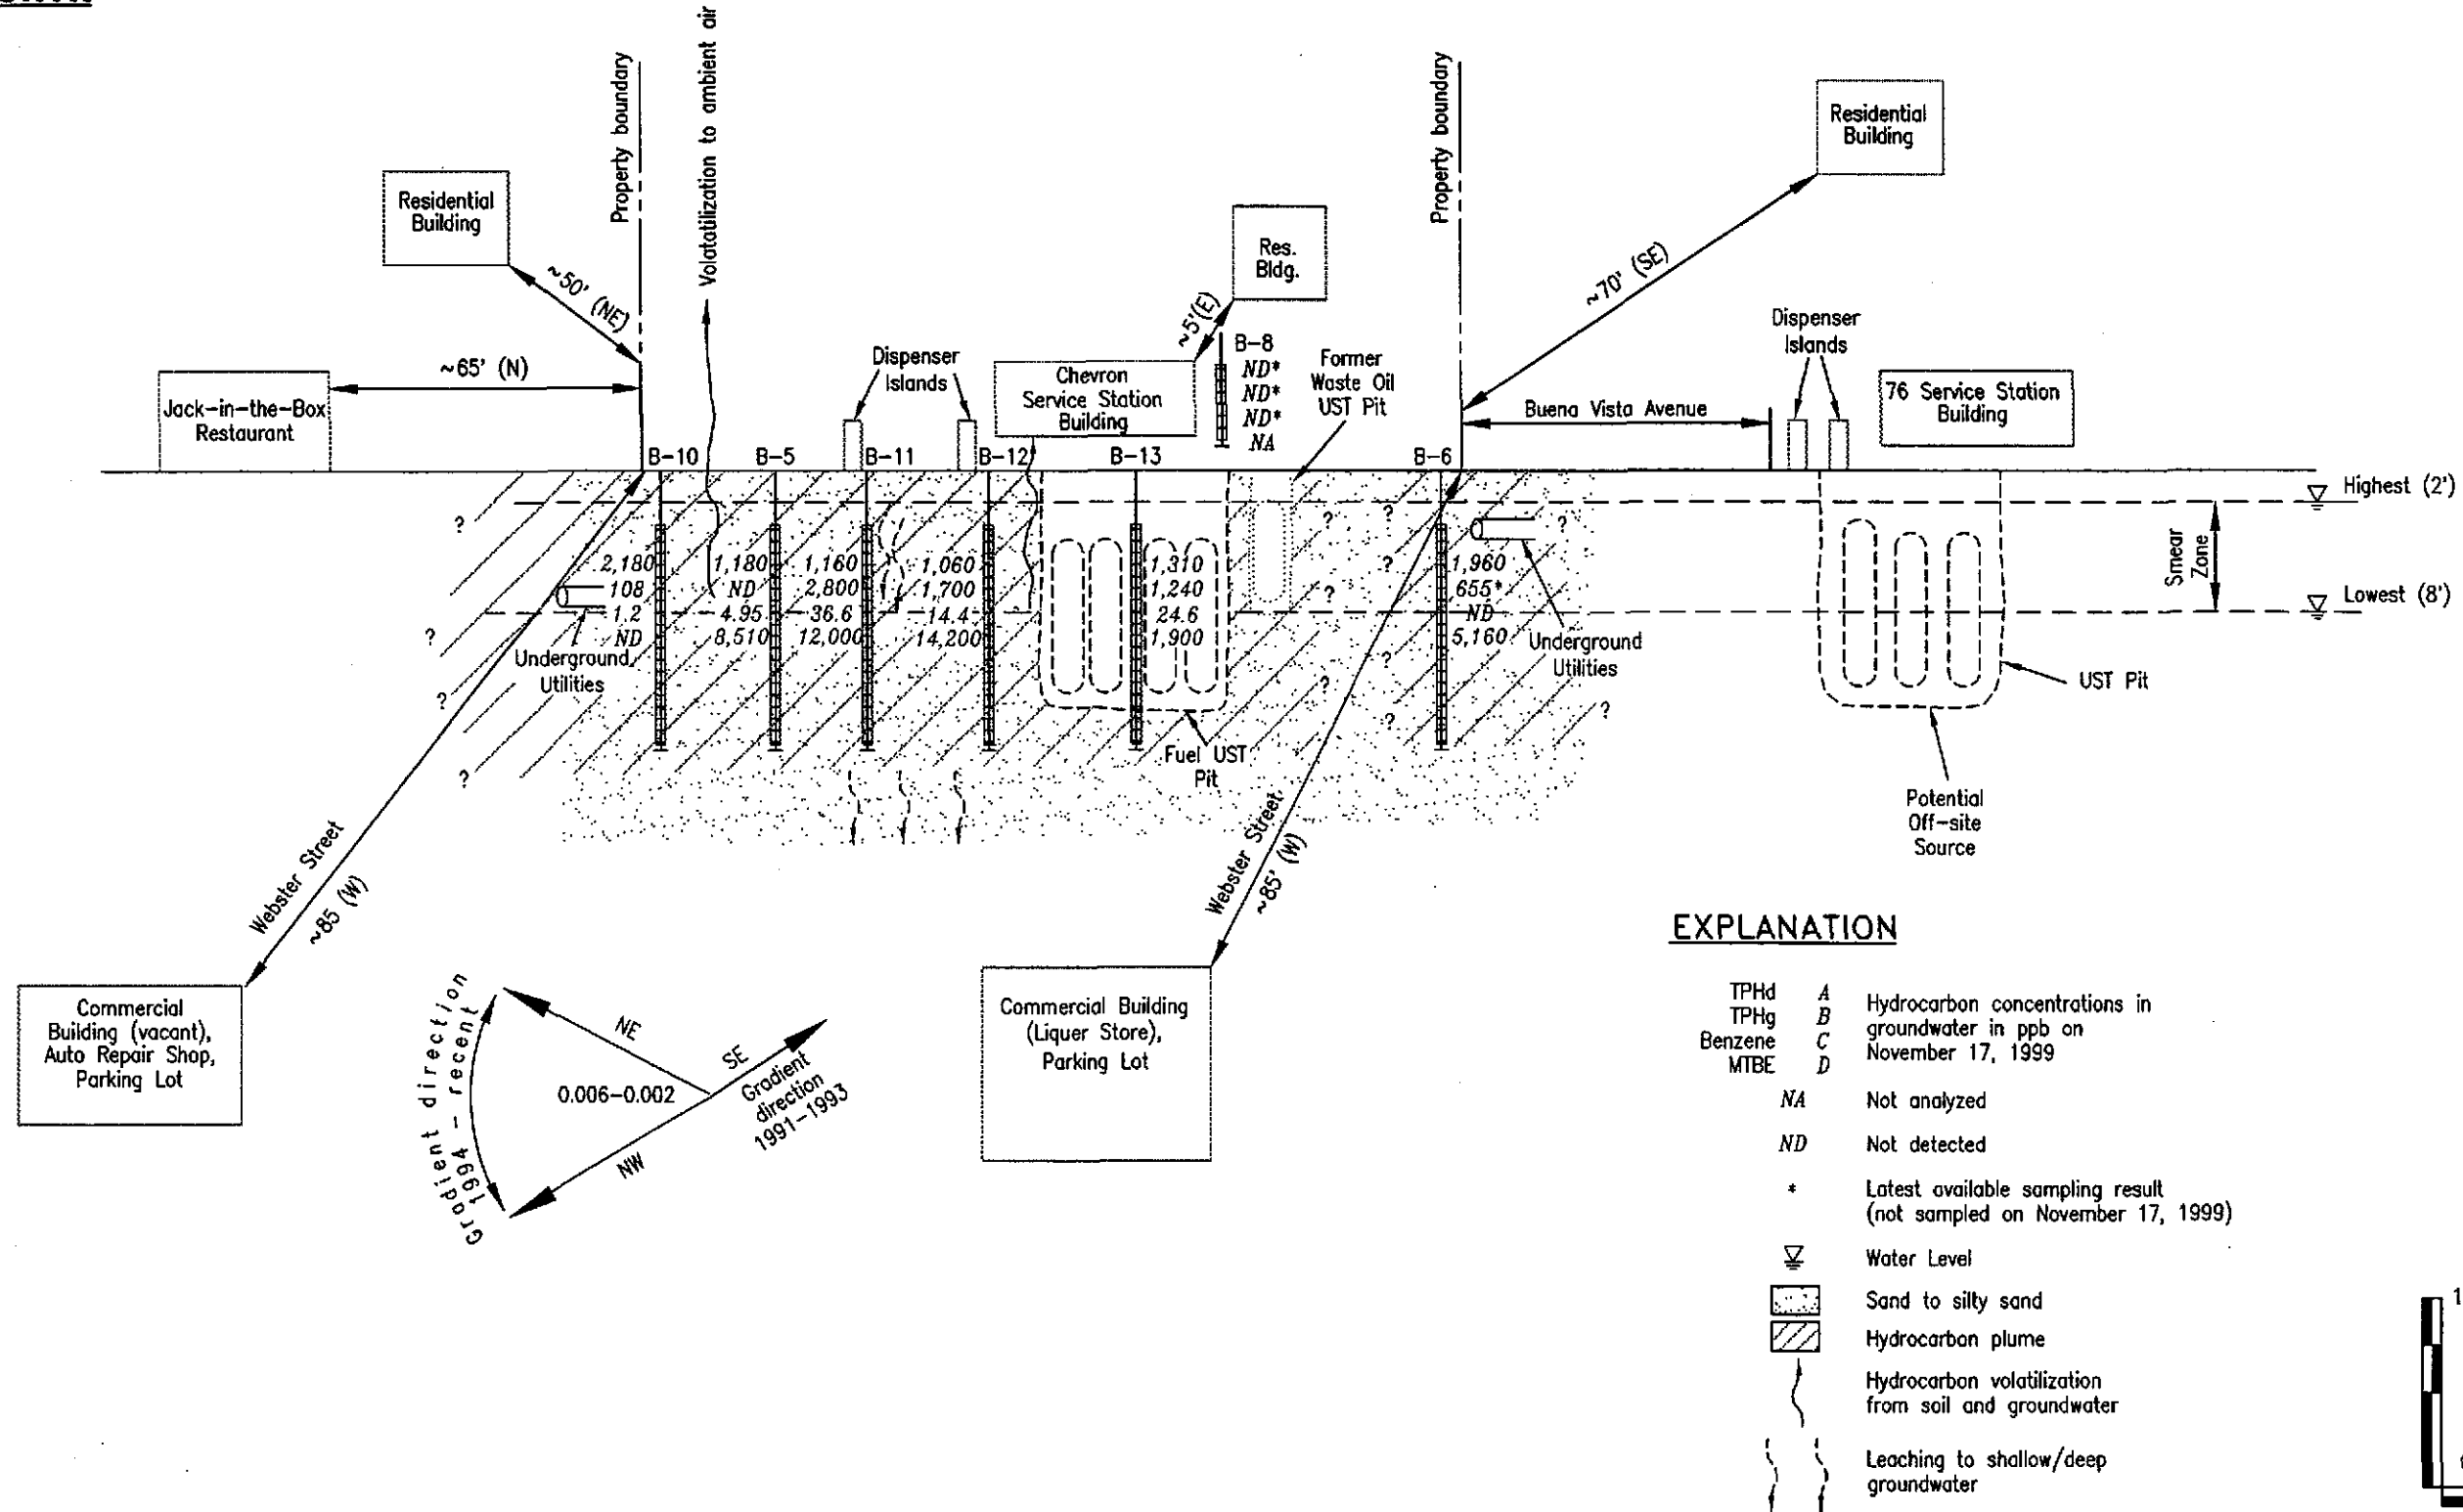 Property boundary
Volatatilization to ambient air
Property boundary
Residential
Building
Residential
Building
Res.
Bldg.
~50' (NE)
~5'(E)
~70' (SE)
~65' (N)
Jack-in-the-Box
Restaurant
Dispenser
Islands
Chevron
Service Station
Building
B-8
ND*
ND*
ND*
NA
Former
Waste Oil
UST Pit
Buena Vista Avenue
Dispenser
Islands
76 Service Station
Building
B-10
B-5
B-11
B-12
B-13
B-6
Highest (2')
Smear
Zone
Lowest (8')
2,180
108
1.2
ND
1,180
ND
4.95
8,510
1,160
2,800
36.6
12,000
1,060
1,700
14.4
14,200
1,310
1,240
24.6
1,900
1,960
655*
ND
5,160
?
?
?
?
?
?
?
?
?
?
?
?
?
Underground
Utilities
Underground
Utilities
UST Pit
Fuel UST
Pit
Potential
Off-site
Source
Webster Street
~85 (W)
Webster Street
~85' (W)
Commercial
Building (vacant),
Auto Repair Shop,
Parking Lot
Gradient direction
1994 - recent
NE
SE
NW
0.006-0.002
Gradient
direction
1991-1993
Commercial Building
(Liquer Store),
Parking Lot
EXPLANATION
TPHd A
TPHg B
Benzene C
MTBE D
Hydrocarbon concentrations in
groundwater in ppb on
November 17, 1999
NA Not analyzed
ND Not detected
* Latest available sampling result
(not sampled on November 17, 1999)
Water Level
Sand to silty sand
Hydrocarbon plume
Hydrocarbon volatilization
from soil and groundwater
Leaching to shallow/deep
groundwater